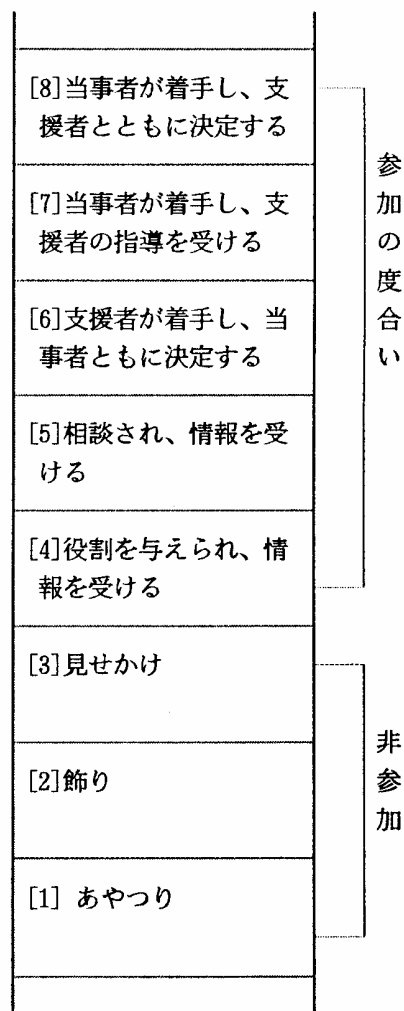 [8]当事者が着手し、支
援者とともに決定する
[7]当事者が着手し、支
援者の指導を受ける
[6]支援者が着手し、当
事者ともに決定する
[5]相談され、情報を受
ける
[4]役割を与えられ、情
報を受ける
参加の度合い
[3]見せかけ
[2]飾り
[1] あやつり
非参加